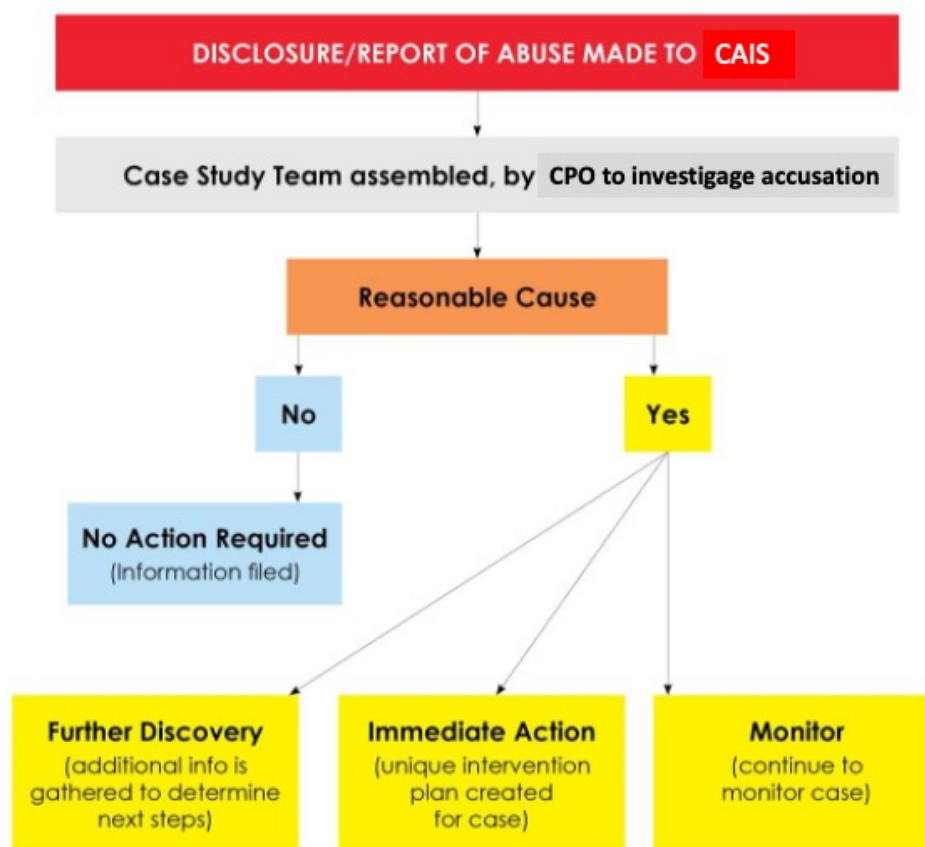 DISCLOSURE/REPORT OF ABUSE MADE TO CAIS
Case Study Team assembled, by CPO to investigage accusation
Reasonable Cause
No
Yes
No Action Required
(Information filed)
Further Discovery
(additional info is
gathered to determine
next steps)
Immediate Action
(unique intervention
plan created
for case)
Monitor
(continue to
monitor case)